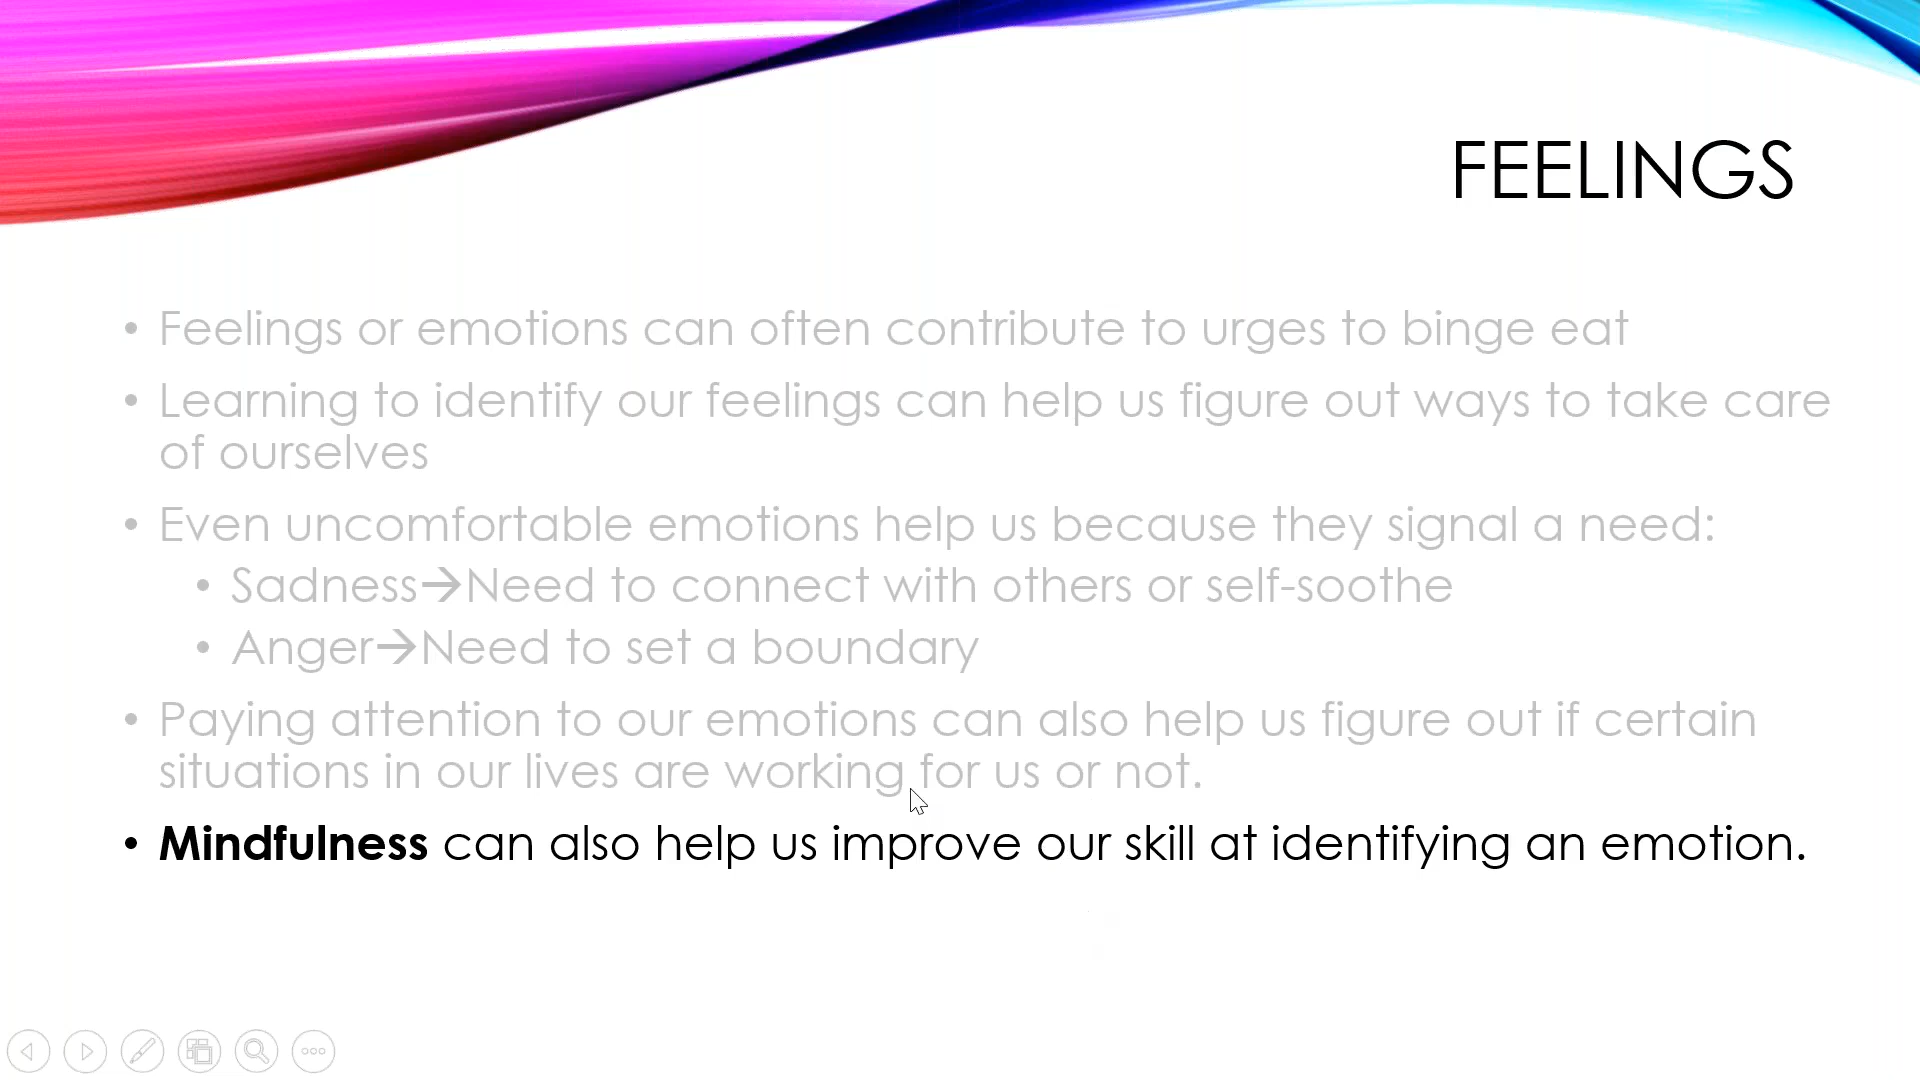 FEELINGS
• Feelings or emotions can often contribute to urges to binge eat
• Learning to identify our feelings can help us figure out ways to take care
of ourselves
• Even uncomfortable emotions help us because they signal a need:
• Sadness→Need to connect with others or self-soothe
• Anger→Need to set a boundary
• Paying attention to our emotions can also help us figure out if certain
situations in our lives are working for us or not.
• Mindfulness can also help us improve our skill at identifying an emotion.